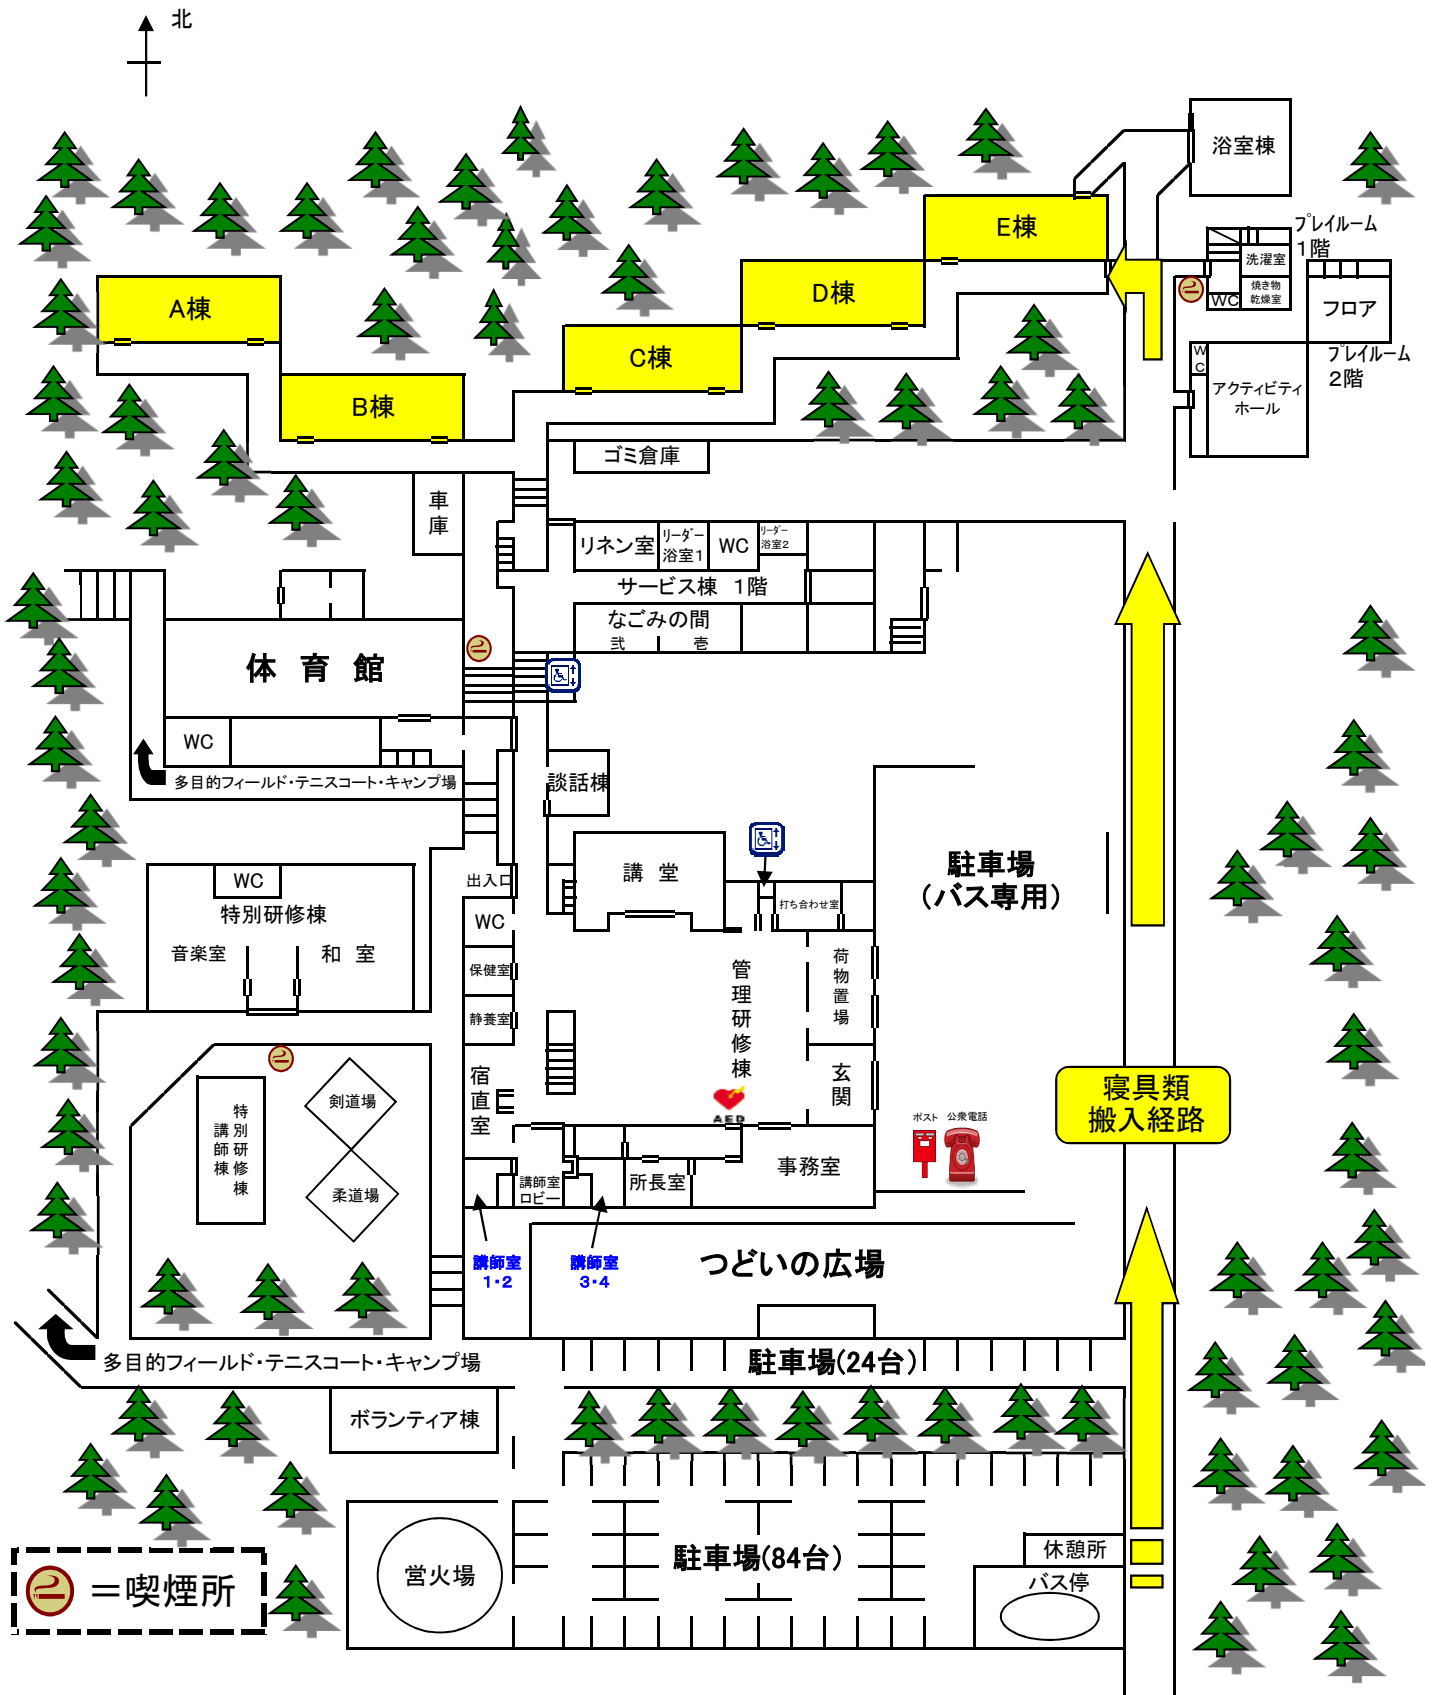 北
浴室棟
プレイルーム
1階
E棟
洗濯室
焼き物
乾燥室
WC
D棟
フロア
A棟
プレイルーム
2階
C棟
W
C
アクティビティ
ホール
B棟
ゴミ倉庫
車
庫
リネン室
リーダー
浴室1
WC
リーダー
浴室2
サービス棟 1階
なごみの間
弐 壱
体 育 館
WC
多目的フィールド・テニスコート・キャンプ場
談話棟
講 堂
駐車場
(バス専用)
出入口
打ち合わせ室
WC
WC
特別研修棟
音楽室
和 室
保健室
静養室
管
理
研
修
棟
荷
物
置
場
玄
関
宿
直
室
AED
寝具類
搬入経路
ポスト 公衆電話
特
別
研
修
棟
講
師
棟
剣道場
柔道場
講師室
ロビー
所長室
事務室
講師室
1・2
講師室
3・4
つどいの広場
多目的フィールド・テニスコート・キャンプ場
駐車場(24台)
ボランティア棟
営火場
駐車場(84台)
休憩所
バス停
=喫煙所